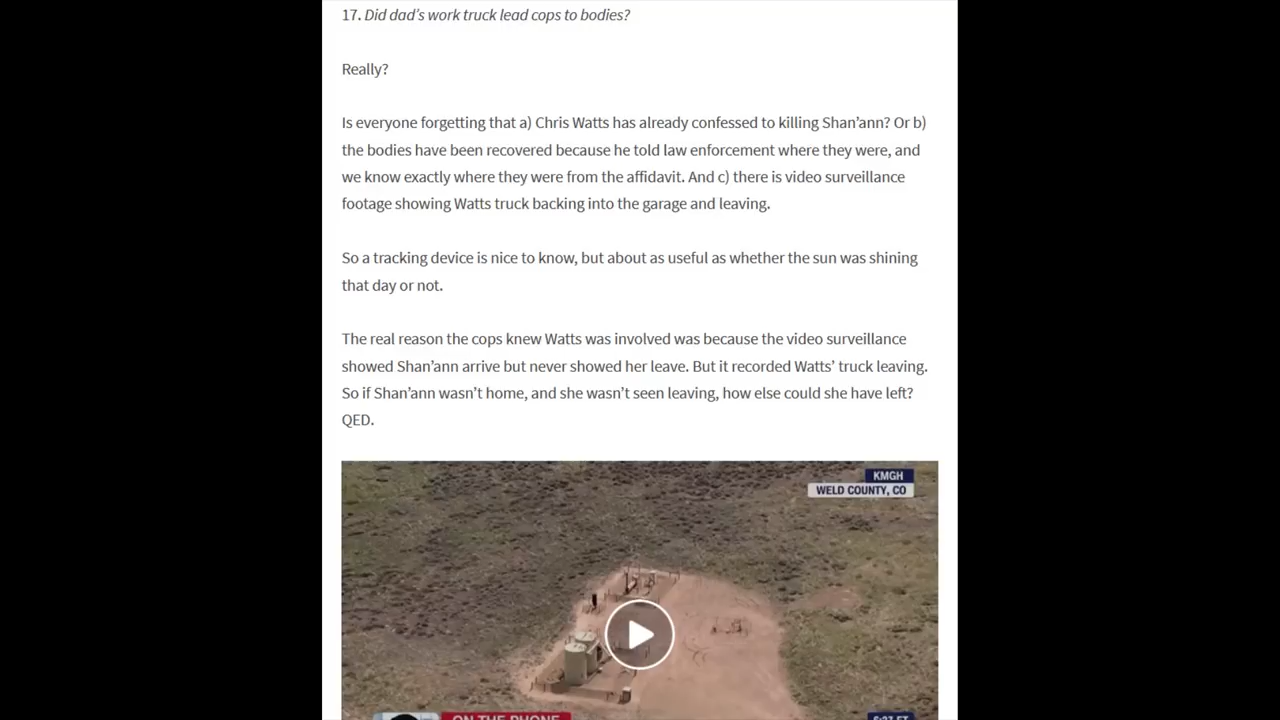 17. Did dad’s work truck lead cops to bodies?
Really?
Is everyone forgetting that a) Chris Watts has already confessed to killing Shan’ann? Or b)
the bodies have been recovered because he told law enforcement where they were, and
we know exactly where they were from the affidavit. And c) there is video surveillance
footage showing Watts truck backing into the garage and leaving.
So a tracking device is nice to know, but about as useful as whether the sun was shining
that day or not.
The real reason the cops knew Watts was involved was because the video surveillance
showed Shan’ann arrive but never showed her leave. But it recorded Watts’ truck leaving.
So if Shan’ann wasn’t home, and she wasn’t seen leaving, how else could she have left?
QED.
KMGH
WELD COUNTY, CO
ON THE PHONE